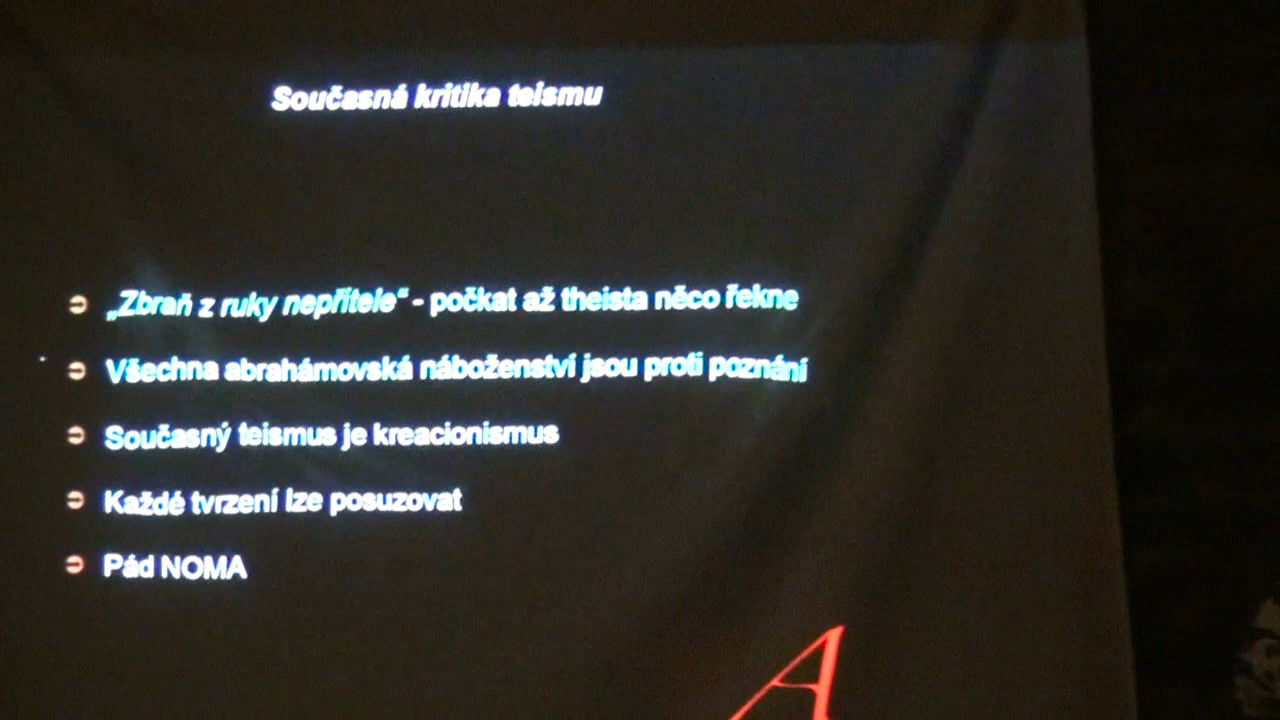 Současná kritika teismu
„Zbraň z ruky nepřítele“ - počkat až theista něco řekne
Všechna abrahámovská náboženství jsou proti poznání
Současný teismus je kreacionismus
Každé tvrzení lze posuzovat
Pád NOMA
A